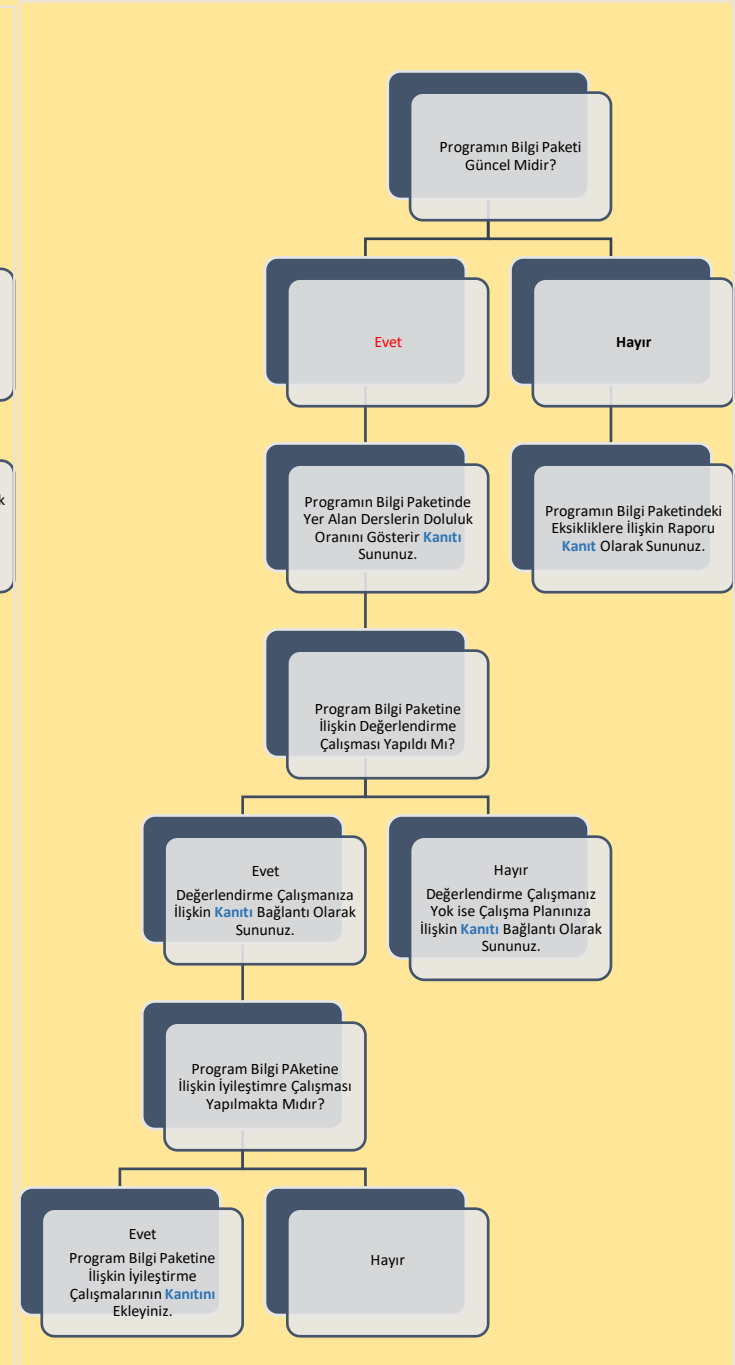 Programın Bilgi Paketi
Güncel Midir?
Evet
Hayır
Programın Bilgi Paketinde
Yer Alan Derslerin Doluluk
Oranını Gösterir Kanıtı
Sununuz.
Programın Bilgi Paketindeki
Eksikliklere İlişkin Raporu
Kanıt Olarak Sununuz.
k
Program Bilgi Paketine
İlişkin Değerlendirme
Çalışması Yapıldı Mı?
Evet
Değerlendirme Çalışmanıza
İlişkin Kanıtı Bağlantı Olarak
Sununuz.
Hayır
Değerlendirme Çalışmanız
Yok ise Çalışma Planınıza
İlişkin Kanıtı Bağlantı Olarak
Sununuz.
Program Bilgi PAketine
İlişkin İyileştimre Çalışması
Yapılmakta Mıdır?
Evet
Program Bilgi Paketine
İlişkin İyileştirme
Çalışmalarının Kanıtını
Ekleyiniz.
Hayır